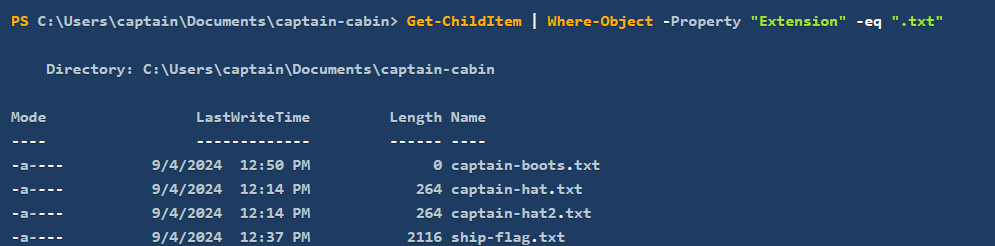 PS C:\Users\captain\Documents\captain-cabin> Get-ChildItem | Where-Object -Property "Extension" -eq ".txt"
Directory: C:\Users\captain\Documents\captain-cabin
Mode LastWriteTime Length Name
---- ------------- ------ ----
-a---- 9/4/2024 12:50 PM 0 captain-boots.txt
-a---- 9/4/2024 12:14 PM 264 captain-hat.txt
-a---- 9/4/2024 12:14 PM 264 captain-hat2.txt
-a---- 9/4/2024 12:37 PM 2116 ship-flag.txt